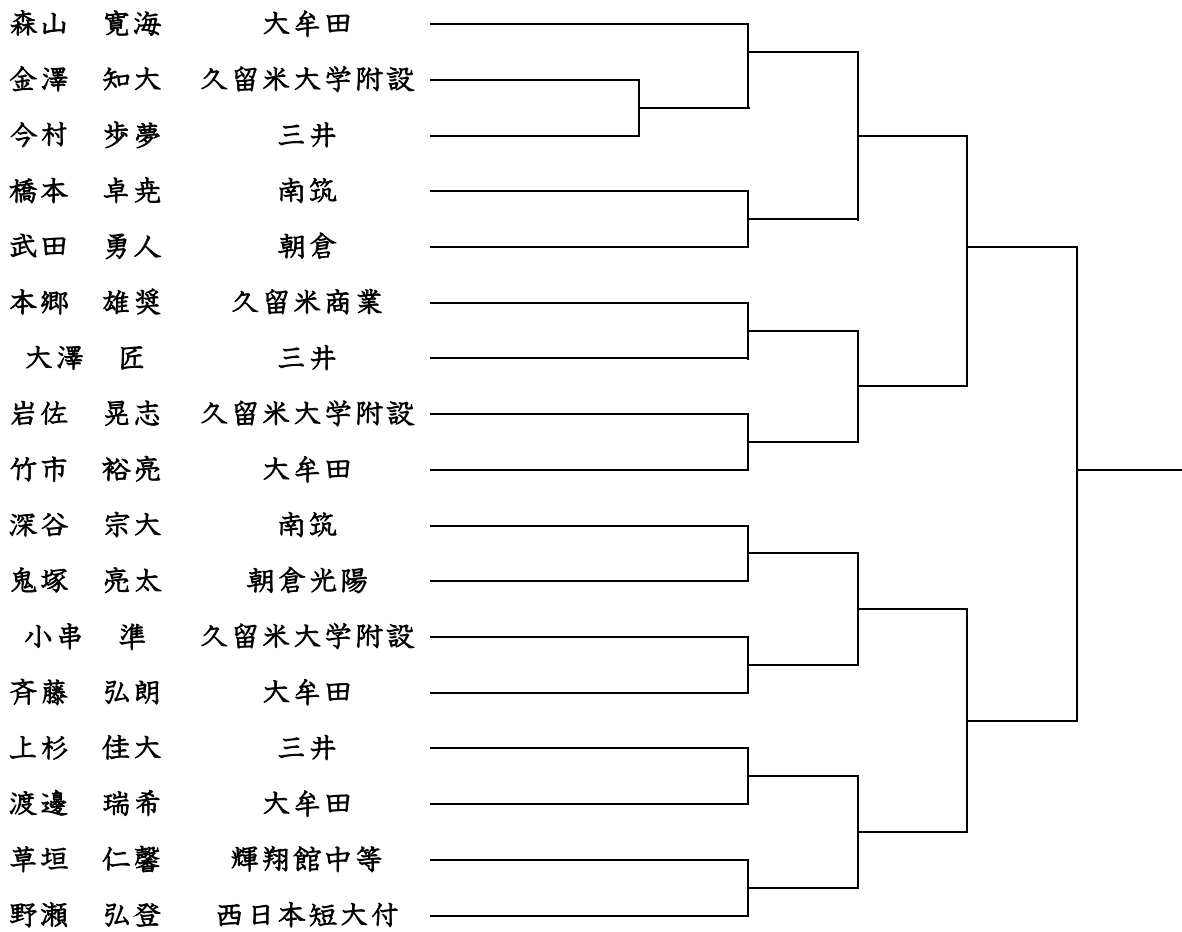 森山 寛海 大牟田
金澤 知大 久留米大学附設
今村 歩夢 三井
橋本 卓尭 南筑
武田 勇人 朝倉
本郷 雄奨 久留米商業
大澤 匠 三井
岩佐 晃志 久留米大学附設
竹市 裕亮 大牟田
深谷 宗大 南筑
鬼塚 亮太 朝倉光陽
小串 準 久留米大学附設
斉藤 弘朗 大牟田
上杉 佳大 三井
渡邊 瑞希 大牟田
草垣 仁馨 輝翔館中等
野瀬 弘登 西日本短大付